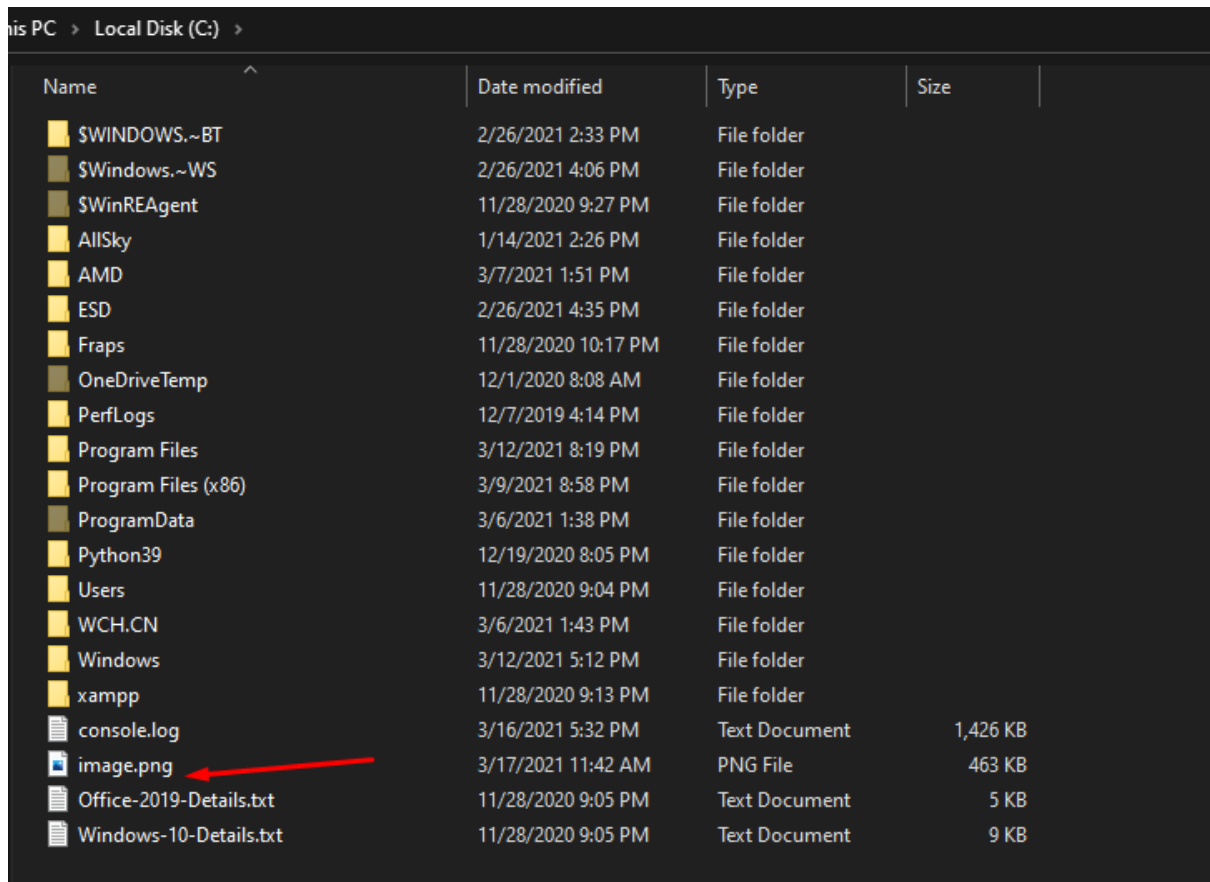 his PC > Local Disk (C:) >
Name Date modified Type Size
$WINDOWS.~BT 2/26/2021 2:33 PM File folder
$Windows.~WS 2/26/2021 4:06 PM File folder
$WinREAgent 11/28/2020 9:27 PM File folder
AllSky 1/14/2021 2:26 PM File folder
AMD 3/7/2021 1:51 PM File folder
ESD 2/26/2021 4:35 PM File folder
Fraps 11/28/2020 10:17 PM File folder
OneDriveTemp 12/1/2020 8:08 AM File folder
PerfLogs 12/7/2019 4:14 PM File folder
Program Files 3/12/2021 8:19 PM File folder
Program Files (x86) 3/9/2021 8:58 PM File folder
ProgramData 3/6/2021 1:38 PM File folder
Python39 12/19/2020 8:05 PM File folder
Users 11/28/2020 9:04 PM File folder
WCH.CN 3/6/2021 1:43 PM File folder
Windows 3/12/2021 5:12 PM File folder
xampp 11/28/2020 9:13 PM File folder
console.log 3/16/2021 5:32 PM Text Document 1,426 KB
image.png 3/17/2021 11:42 AM PNG File 463 KB
Office-2019-Details.txt 11/28/2020 9:05 PM Text Document 5 KB
Windows-10-Details.txt 11/28/2020 9:05 PM Text Document 9 KB